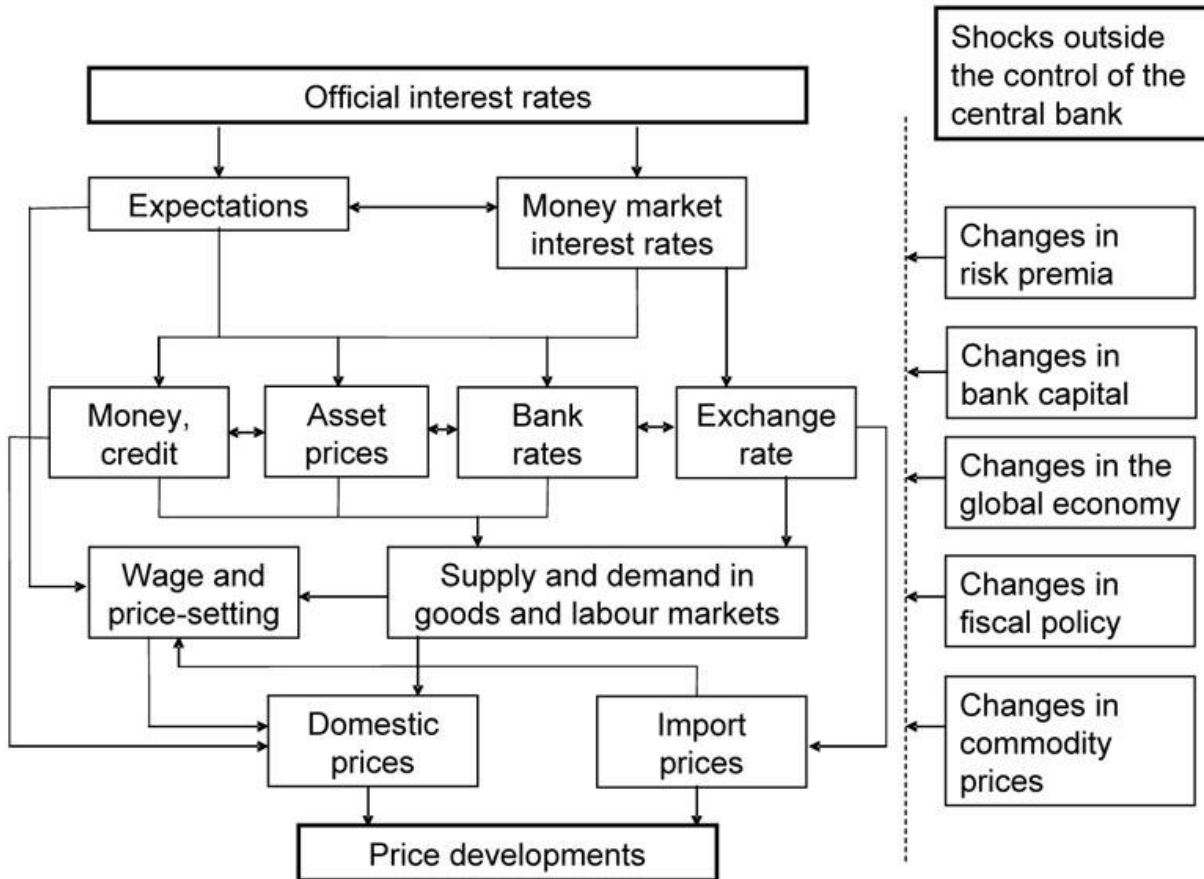 Official interest rates
Shocks outside
the control of the
central bank
Expectations
Money market
interest rates
Changes in
risk premia
Money,
credit
Asset
prices
Bank
rates
Exchange
rate
Changes in
bank capital
Changes in the
global economy
Wage and
price-setting
Supply and demand in
goods and labour markets
Changes in
fiscal policy
Domestic
prices
Import
prices
Changes in
commodity
prices
Price developments